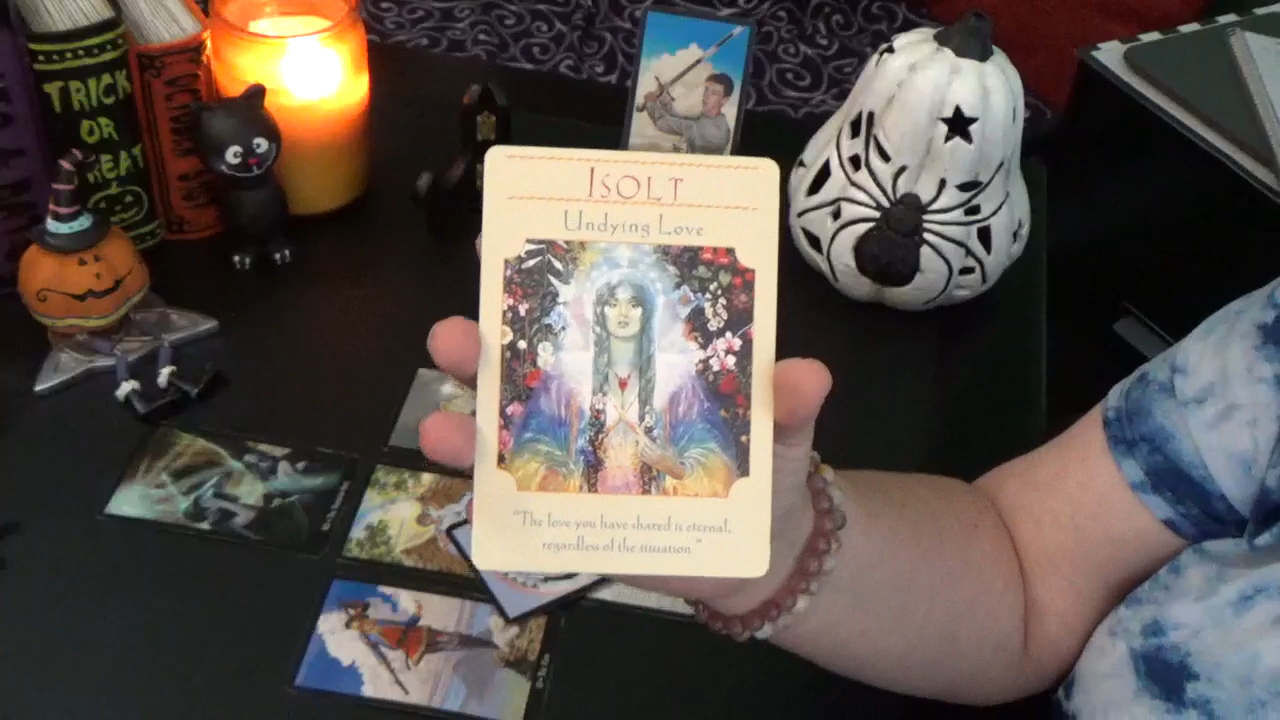 TRICK
OR
TREAT
ISOLT
Undying Love
"The love you have shared is eternal,
regardless of the situation."